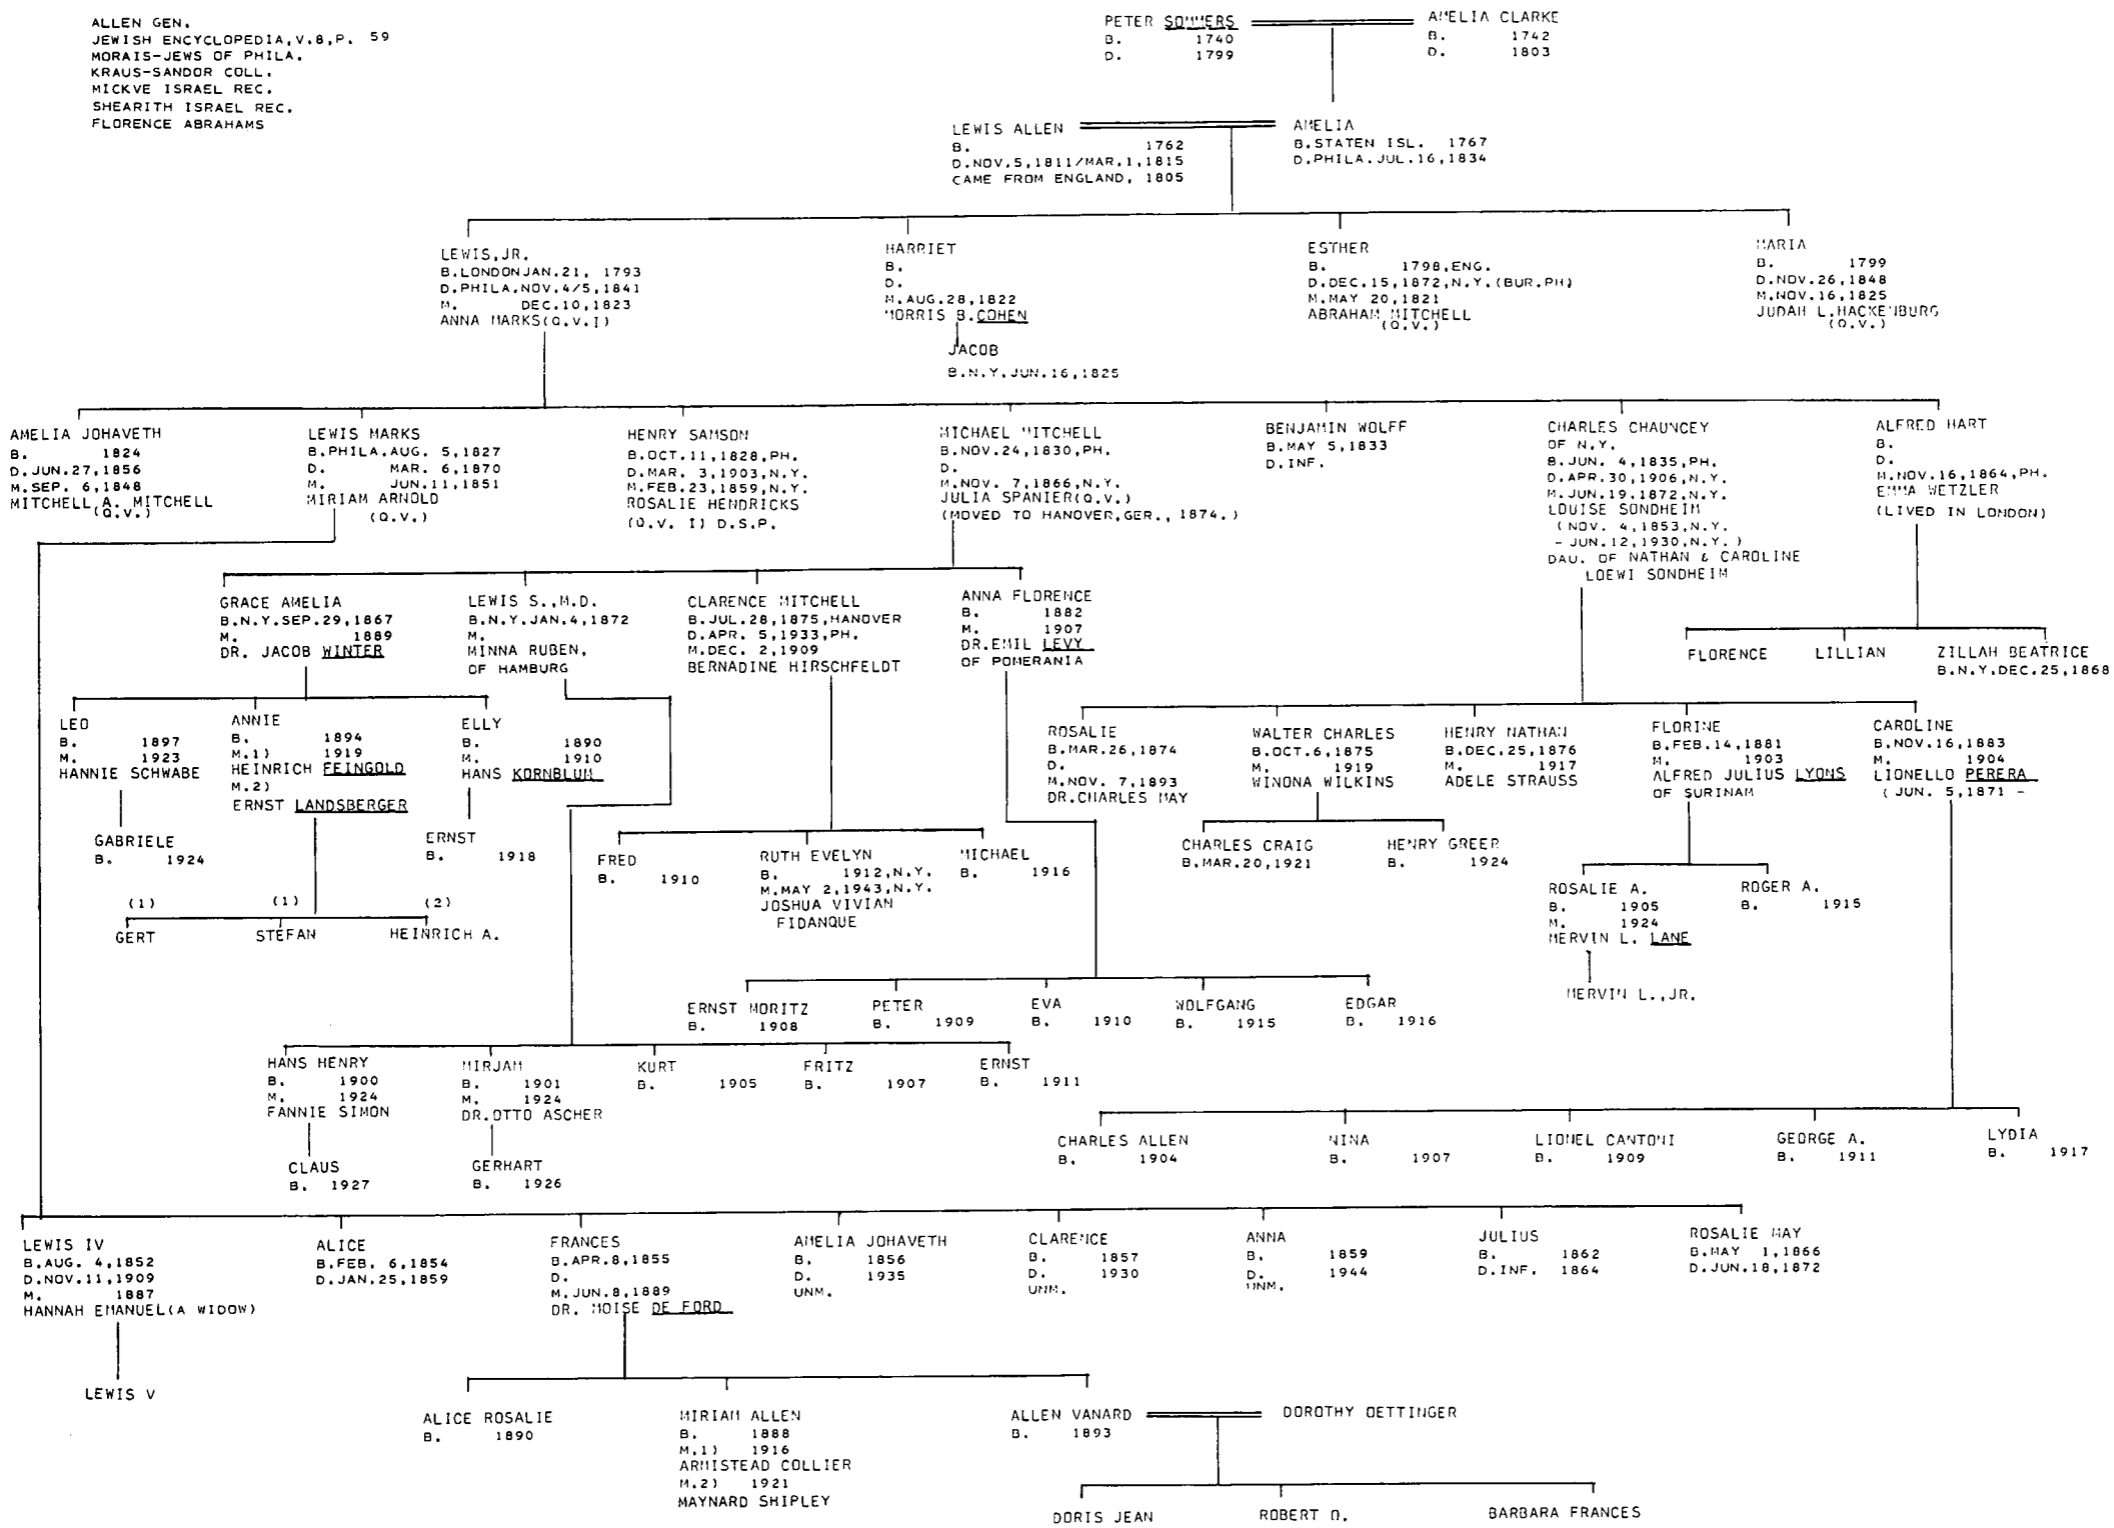 ALLEN GEN.
JEWISH ENCYCLOPEDIA,V.8,P. 59
MORAIS-JEWS OF PHILA.
KRAUS-SANDOR COLL.
MICKVE ISRAEL REC.
SHEARITH ISRAEL REC.
FLORENCE ABRAHAMS
PETER SOMMERS
B. 1740
D. 1799
AMELIA CLARKE
B. 1742
D. 1803
LEWIS ALLEN
B. 1762
D.NOV.5,1811/MAR.1,1815
CAME FROM ENGLAND, 1805
AMELIA
B.STATEN ISL. 1767
D.PHILA.JUL.16,1834
LEWIS,JR.
B.LONDONJAN.21, 1793
D.PHILA.NOV.4/5,1841
M. DEC.10,1823
ANNA MARKS(Q.V.I)
HARRIET
B.
D.
M.AUG.28,1822
MORRIS B.COHEN
JACOB
B.N.Y.JUN.16,1825
ESTHER
B. 1798,ENG.
D.DEC.15,1872,N.Y.(BUR.PH)
M.MAY 20,1821
ABRAHAM MITCHELL
(Q.V.)
MARIA
B. 1799
D.NOV.26,1848
M.NOV.16,1825
JUDAH L.HACKENBURG
(Q.V.)
AMELIA JOHAVETH
B. 1824
D.JUN.27,1856
M.SEP. 6,1848
MITCHELL A. MITCHELL
(Q.V.)
LEWIS MARKS
B.PHILA.AUG. 5,1827
D. MAR. 6,1870
M. JUN.11,1851
MIRIAM ARNOLD
(Q.V.)
HENRY SAMSON
B.OCT.11,1828,PH.
D.MAR. 3,1903,N.Y.
M.FEB.23,1859,N.Y.
ROSALIE HENDRICKS
(Q.V. I) D.S.P.
MICHAEL MITCHELL
B.NOV.24,1830,PH.
D.
M.NOV. 7,1866,N.Y.
JULIA SPANIER(Q.V.)
(MOVED TO HANOVER,GER., 1874.)
BENJAMIN WOLFF
B.MAY 5,1833
D.INF.
CHARLES CHAUNCEY
OF N.Y.
B.JUN. 4,1835,PH.
D.APR.30,1906,N.Y.
M.JUN.19.1872,N.Y.
LOUISE SONDHEIM
(NOV. 4,1853,N.Y.
- JUN.12,1930,N.Y.)
DAU. OF NATHAN & CAROLINE
LOEWI SONDHEIM
ALFRED HART
B.
D.
M.NOV.16,1864,PH.
EMMA WETZLER
(LIVED IN LONDON)
GRACE AMELIA
B.N.Y.SEP.29,1867
M. 1889
DR. JACOB WINTER
LEWIS S.,M.D.
B.N.Y.JAN.4,1872
M.
MINNA RUBEN,
OF HAMBURG
CLARENCE MITCHELL
B.JUL.28,1875,HANOVER
D.APR. 5,1933,PH.
M.DEC. 2,1909
BERNADINE HIRSCHFELDT
ANNA FLORENCE
B. 1882
M. 1907
DR.EMIL LEVY
OF POMERANIA
FLORENCE
LILLIAN
ZILLAH BEATRICE
B.N.Y.DEC.25,1868
LEO
B. 1897
M. 1923
HANNIE SCHWABE
ANNIE
B. 1894
M.1) 1919
HEINRICH FEINGOLD
M.2)
ERNST LANDSBERGER
ELLY
B. 1890
M. 1910
HANS KORNBLUM
ROSALIE
B.MAR.26,1874
D.
M.NOV. 7,1893
DR.CHARLES MAY
WALTER CHARLES
B.OCT.6,1875
M. 1919
WINONA WILKINS
HENRY NATHAN
B.DEC.25,1876
M. 1917
ADELE STRAUSS
FLORINE
B.FEB.14,1881
M. 1903
ALFRED JULIUS LYONS
OF SURINAM
CAROLINE
B.NOV.16,1883
M. 1904
LIONELLO PERERA
(JUN. 5,1871 -
GABRIELE
B. 1924
ERNST
B. 1918
FRED
B. 1910
RUTH EVELYN
B. 1912,N.Y.
M.MAY 2,1943,N.Y.
JOSHUA VIVIAN
FIDANQUE
MICHAEL
B. 1916
CHARLES CRAIG
B.MAR.20,1921
HENRY GREER
B. 1924
ROSALIE A.
B. 1905
M. 1924
MERVIN L. LANE
ROGER A.
B. 1915
MERVIN L.,JR.
(1) (1) (2)
GERT STEFAN HEINRICH A.
ERNST MORITZ
B. 1908
PETER
B. 1909
EVA
B. 1910
WOLFGANG
B. 1915
EDGAR
B. 1916
HANS HENRY
B. 1900
M. 1924
FANNIE SIMON
MIRJAM
B. 1901
M. 1924
DR.OTTO ASCHER
KURT
B. 1905
FRITZ
B. 1907
ERNST
B. 1911
CLAUS
B. 1927
GERHART
B. 1926
CHARLES ALLEN
B. 1904
NINA
B. 1907
LIONEL CANTONI
B. 1909
GEORGE A.
B. 1911
LYDIA
B. 1917
LEWIS IV
B.AUG. 4,1852
D.NOV.11,1909
M. 1887
HANNAH EMANUEL(A WIDOW)
ALICE
B.FEB. 6,1854
D.JAN.25,1859
FRANCES
B.APR.8,1855
D.
M.JUN.8,1889
DR. MOISE DE FORD
AMELIA JOHAVETH
B. 1856
D. 1935
UNM.
CLARENCE
B. 1857
D. 1930
UNM.
ANNA
B. 1859
D. 1944
UNM.
JULIUS
B. 1862
D.INF. 1864
ROSALIE MAY
B.MAY 1,1866
D.JUN.18,1872
LEWIS V
ALICE ROSALIE
B. 1890
MIRIAM ALLEN
B. 1888
M.1) 1916
ARMISTEAD COLLIER
M.2) 1921
MAYNARD SHIPLEY
ALLEN VANARD
B. 1893
DOROTHY OETTINGER
DORIS JEAN
ROBERT D.
BARBARA FRANCES